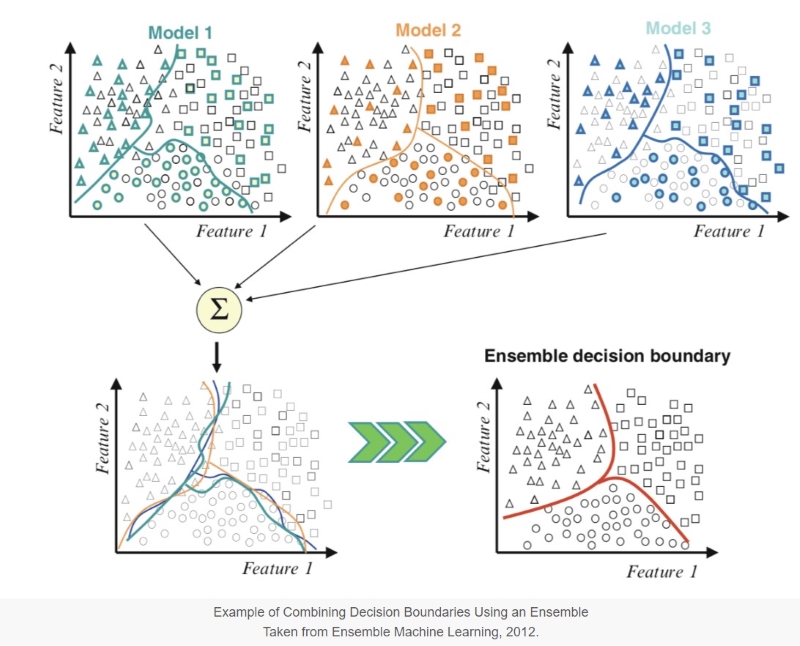 Model 1
Model 2
Model 3
Feature 2
Feature 2
Feature 2
Feature 1
Feature 1
Feature 1
Σ
Ensemble decision boundary
Feature 2
Feature 2
Feature 1
Feature 1
Example of Combining Decision Boundaries Using an Ensemble
Taken from Ensemble Machine Learning, 2012.